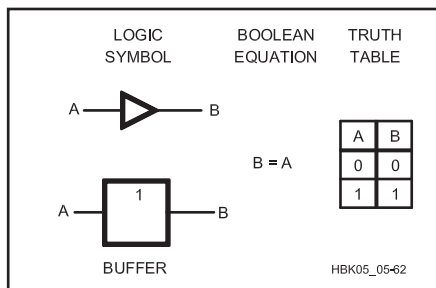 LOGIC SYMBOL
BOOLEAN EQUATION
TRUTH TABLE
A B
B = A
A B
0 0
1 1
1
A B
BUFFER
HBK05_05-62